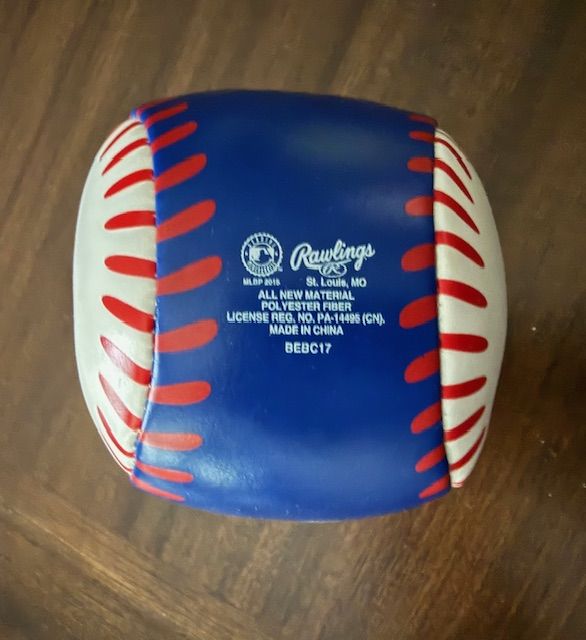 Rawlings
R
MLBP 2015
St. Louis, MO
ALL NEW MATERIAL
POLYESTER FIBER
LICENSE REG. NO. PA-14495 (CN).
MADE IN CHINA
BEBC17